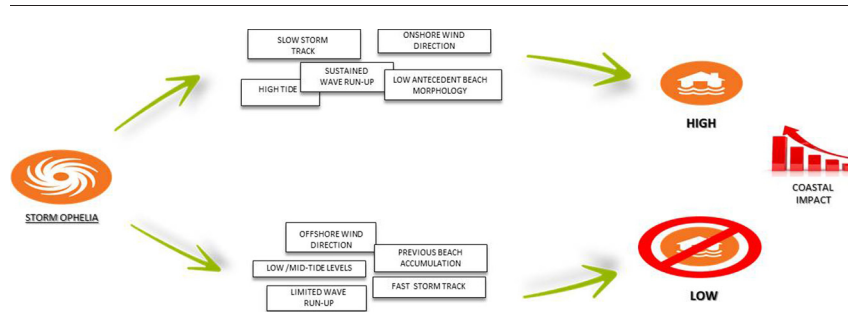 SLOW STORM
TRACK
ONSHORE WIND
DIRECTION
SUSTAINED
WAVE RUN-UP
HIGH TIDE
LOW ANTECEDENT BEACH
MORPHOLOGY
HIGH
STORM OPHELIA
COASTAL
IMPACT
OFFSHORE WIND
DIRECTION
PREVIOUS BEACH
ACCUMULATION
LOW /MID-TIDE LEVELS
LIMITED WAVE
RUN-UP
FAST STORM TRACK
LOW